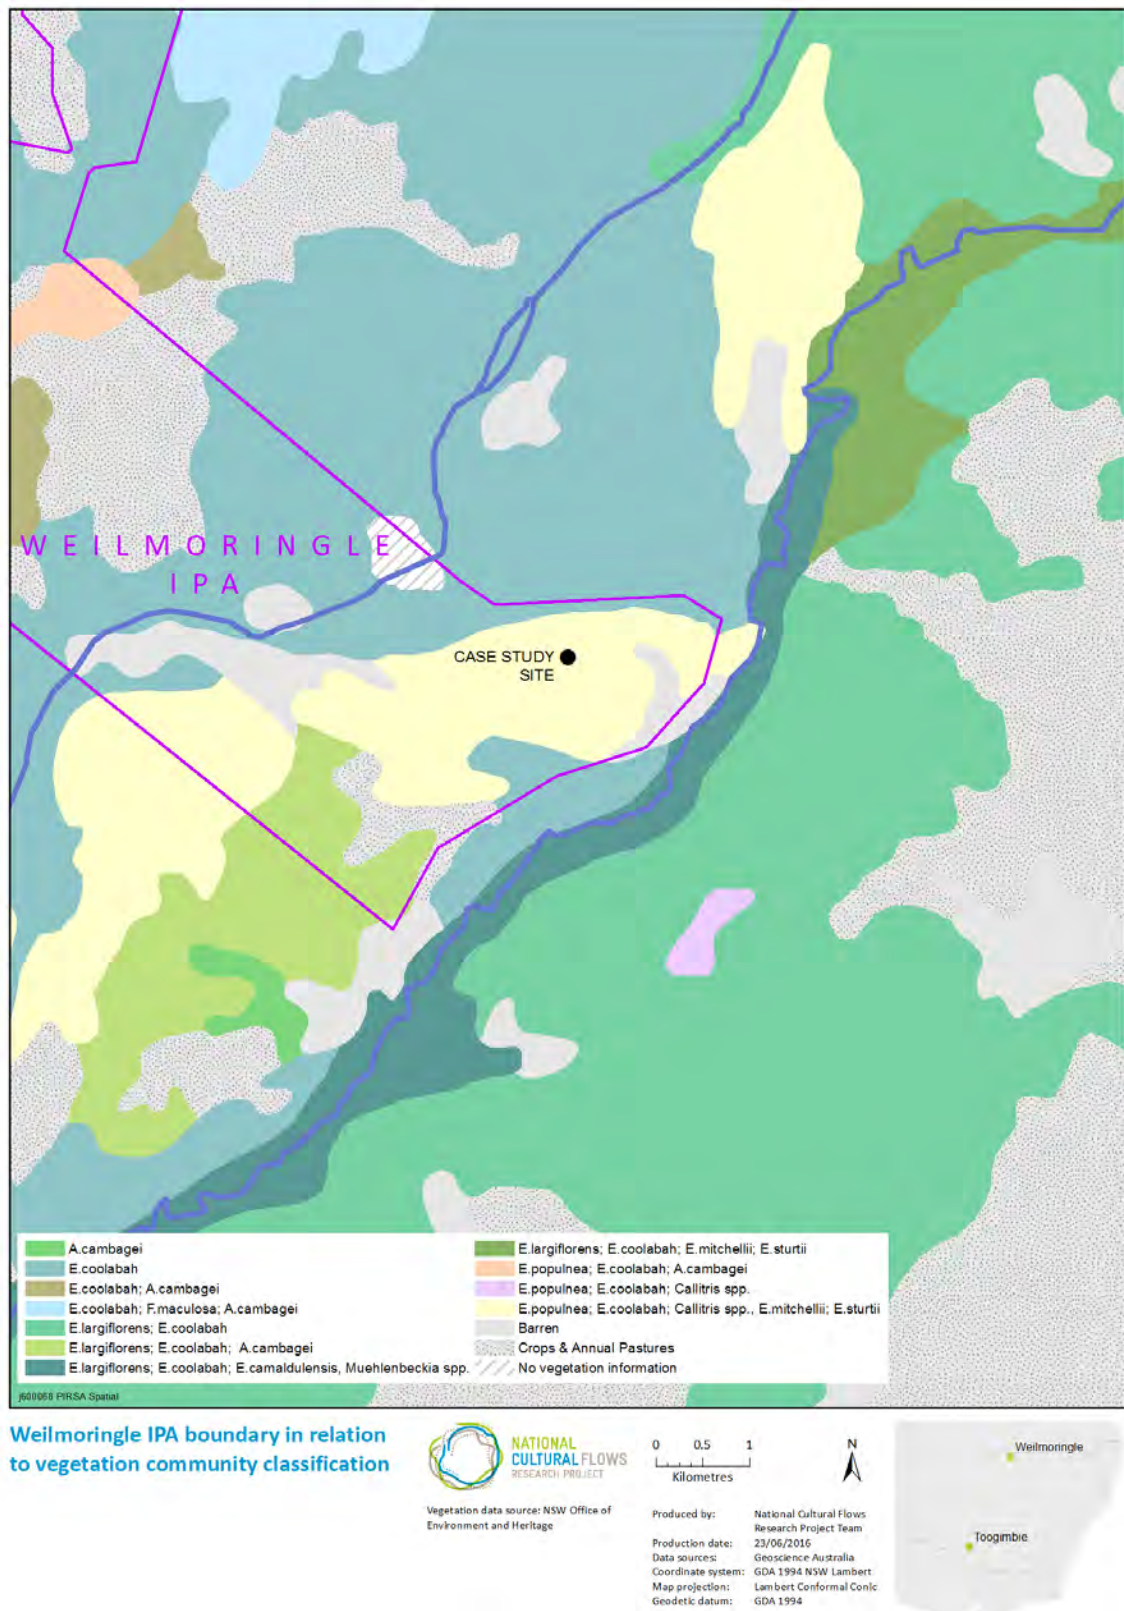 WEILMORINGLE
IPA
CASE STUDY
SITE
A.cambagei
E.coolabah
E.coolabah; A.cambagei
E.coolabah; F.maculosa; A.cambagei
E.largiflorens; E.coolabah
E.largiflorens; E.coolabah; A.cambagei
E.largiflorens; E.coolabah; E.camaldulensis, Muehlenbeckia spp.
E.largiflorens; E.coolabah; E.mitchellii; E.sturtii
E.populnea; E.coolabah; A.cambagei
E.populnea; E.coolabah; Callitris spp.
E.populnea; E.coolabah; Callitris spp., E.mitchellii; E.sturtii
Barren
Crops & Annual Pastures
No vegetation information
j600068 PIRSA Spatial
Weilmoringle IPA boundary in relation
to vegetation community classification
NATIONAL
CULTURAL FLOWS
RESEARCH PROJECT
Vegetation data source: NSW Office of
Environment and Heritage
0 0.5 1
Kilometres
N
Produced by: National Cultural Flows
Research Project Team
Production date: 23/06/2016
Data sources: Geoscience Australia
Coordinate system: GDA 1994 NSW Lambert
Map projection: Lambert Conformal Conic
Geodetic datum: GDA 1994
Weilmoringle
Toogimbie